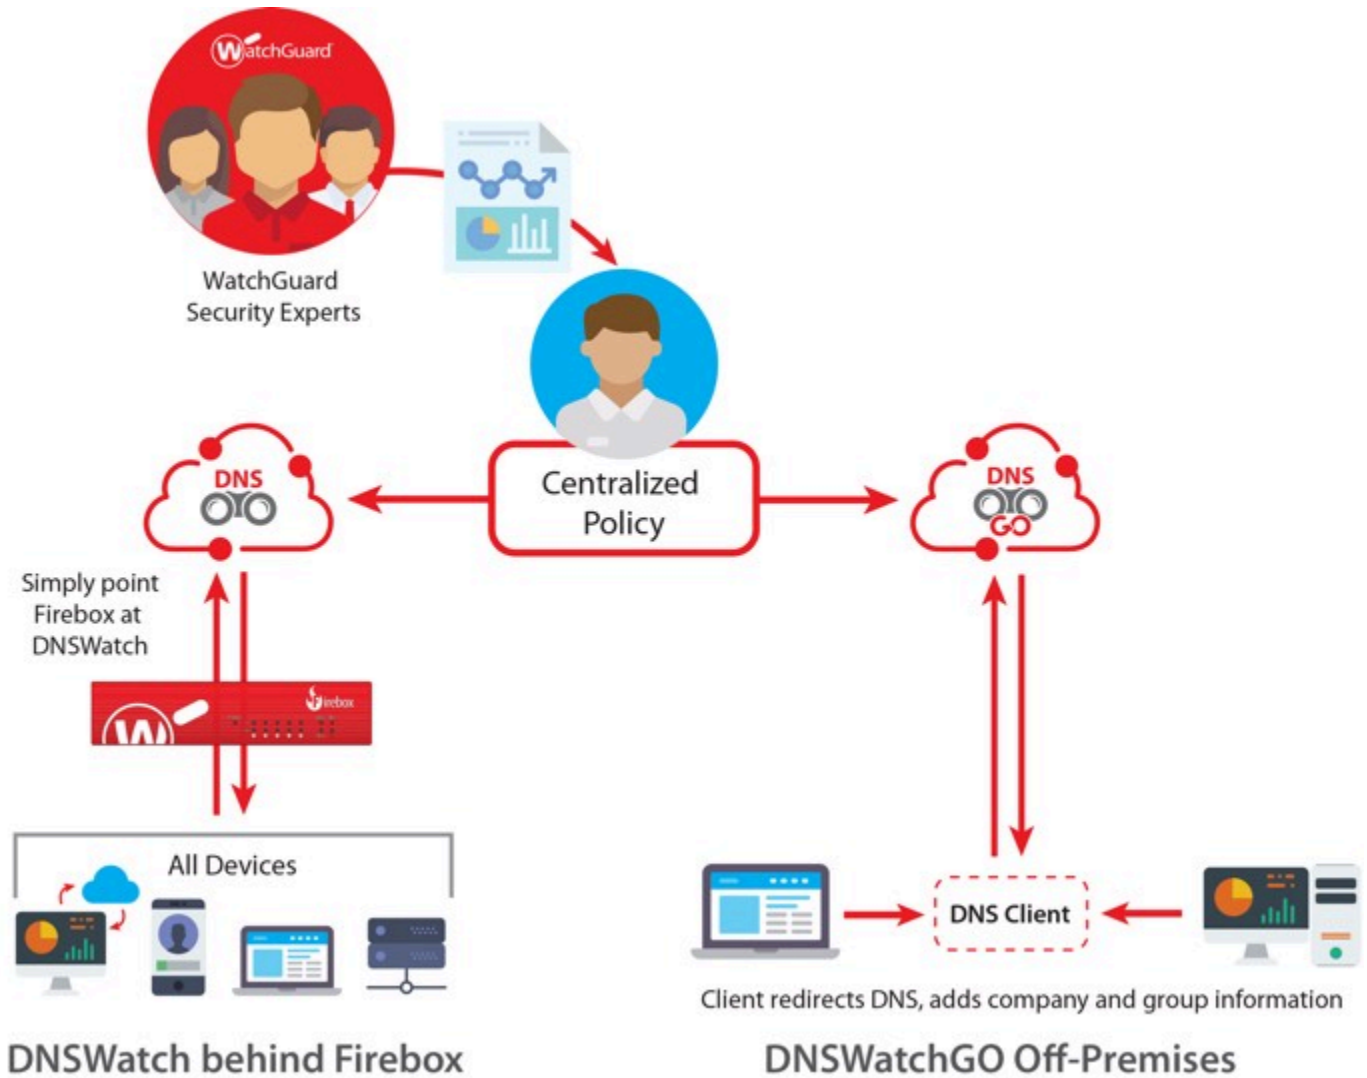 WatchGuard
WatchGuard
Security Experts
Centralized
Policy
DNS
DNS
GO
Simply point
Firebox at
DNSWatch
Firebox
W
All Devices
DNS Client
Client redirects DNS, adds company and group information
DNSWatch behind Firebox
DNSWatchGO Off-Premises